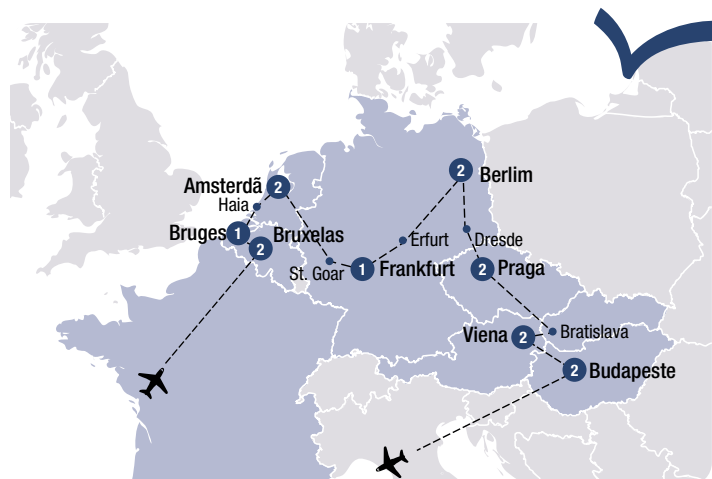 2
Berlim
Amsterdã
2
Haia
Bruges
1
Bruxelas
2
Erfurt
Dresde
St. Goar
1
Frankfurt
2
Praga
Viena
2
Bratislava
2
Budapeste